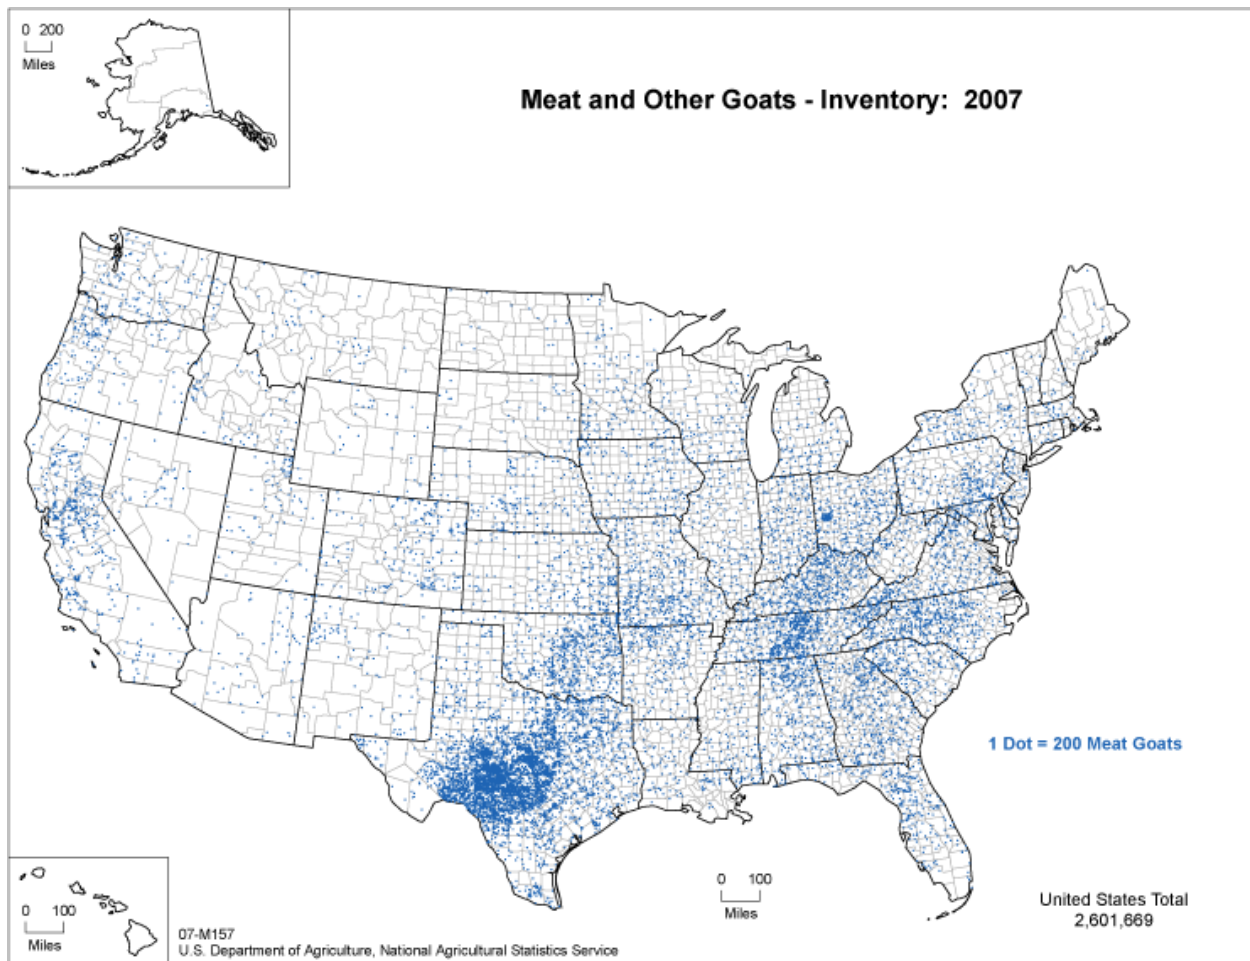 0 200
Miles
Meat and Other Goats - Inventory: 2007
1 Dot = 200 Meat Goats
0 100
Miles
0 100
Miles
United States Total
2,601,669
07-M157
U.S. Department of Agriculture, National Agricultural Statistics Service